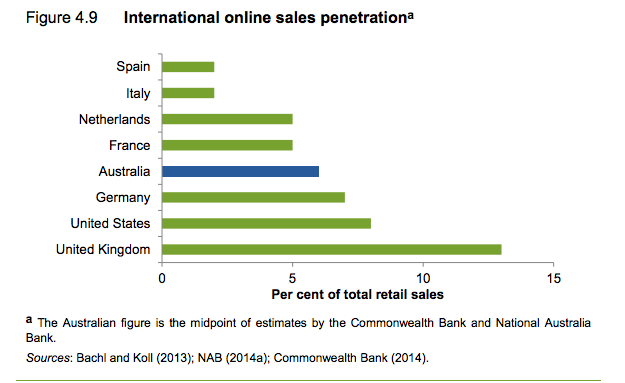 Figure 4.9 International online sales penetrationᵃ
Spain
Italy
Netherlands
France
Australia
Germany
United States
United Kingdom
0 5 10 15
Per cent of total retail sales
a The Australian figure is the midpoint of estimates by the Commonwealth Bank and National Australia
Bank.
Sources: Bachl and Koll (2013); NAB (2014a); Commonwealth Bank (2014).